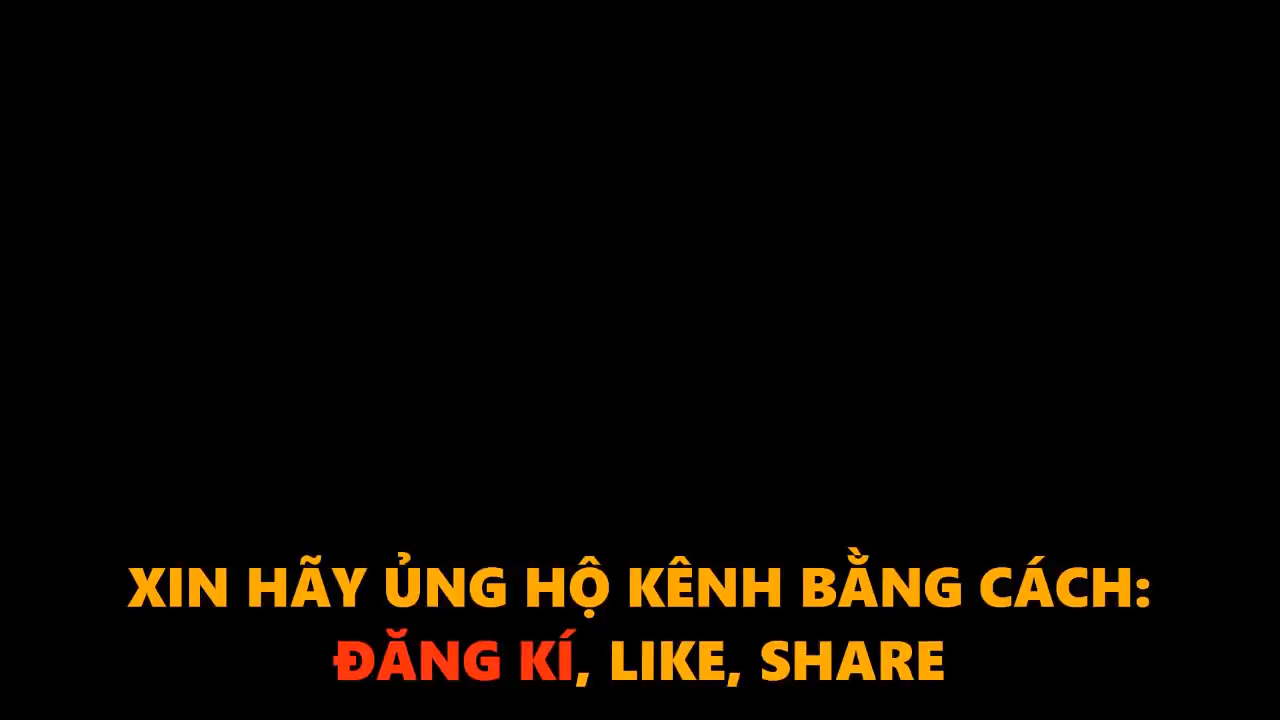 XIN HÃY ỦNG HỘ KÊNH BẰNG CÁCH:
ĐĂNG KÍ, LIKE, SHARE